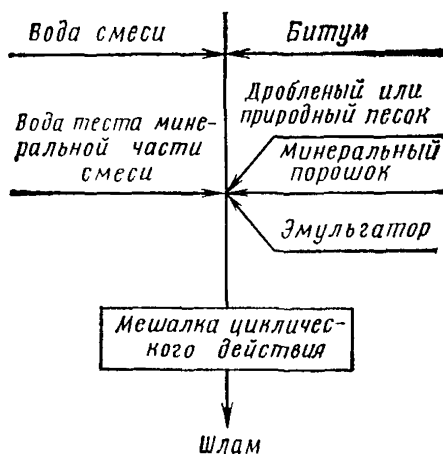 Вода смеси
Битум
Дробленый или
природный песок
Вода теста мине-
ральной части
смеси
Минеральный
порошок
Эмульгатор
Мешалка цикличес-
кого действия
Шлам